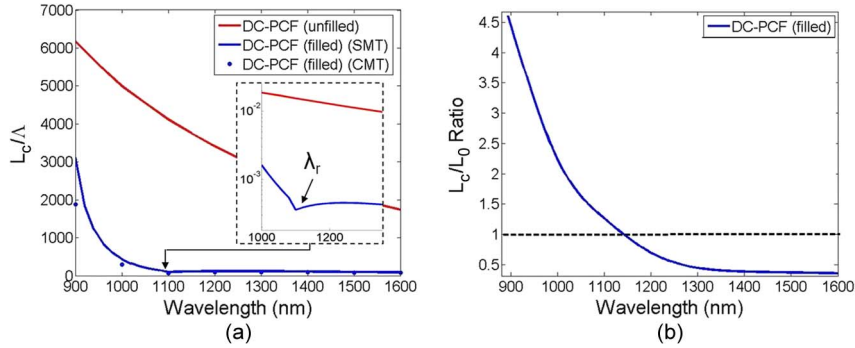 7000
6000
5000
4000
3000
2000
1000
0
L_c/Λ
DC-PCF (unfilled)
DC-PCF (filled) (SMT)
DC-PCF (filled) (CMT)
10^-2
10^-3
λ_r
1000
1200
900 1000 1100 1200 1300 1400 1500 1600
Wavelength (nm)
(a)
4.5
4
3.5
3
2.5
2
1.5
1
0.5
L_c/L_0 Ratio
DC-PCF (filled)
900 1000 1100 1200 1300 1400 1500 1600
Wavelength (nm)
(b)